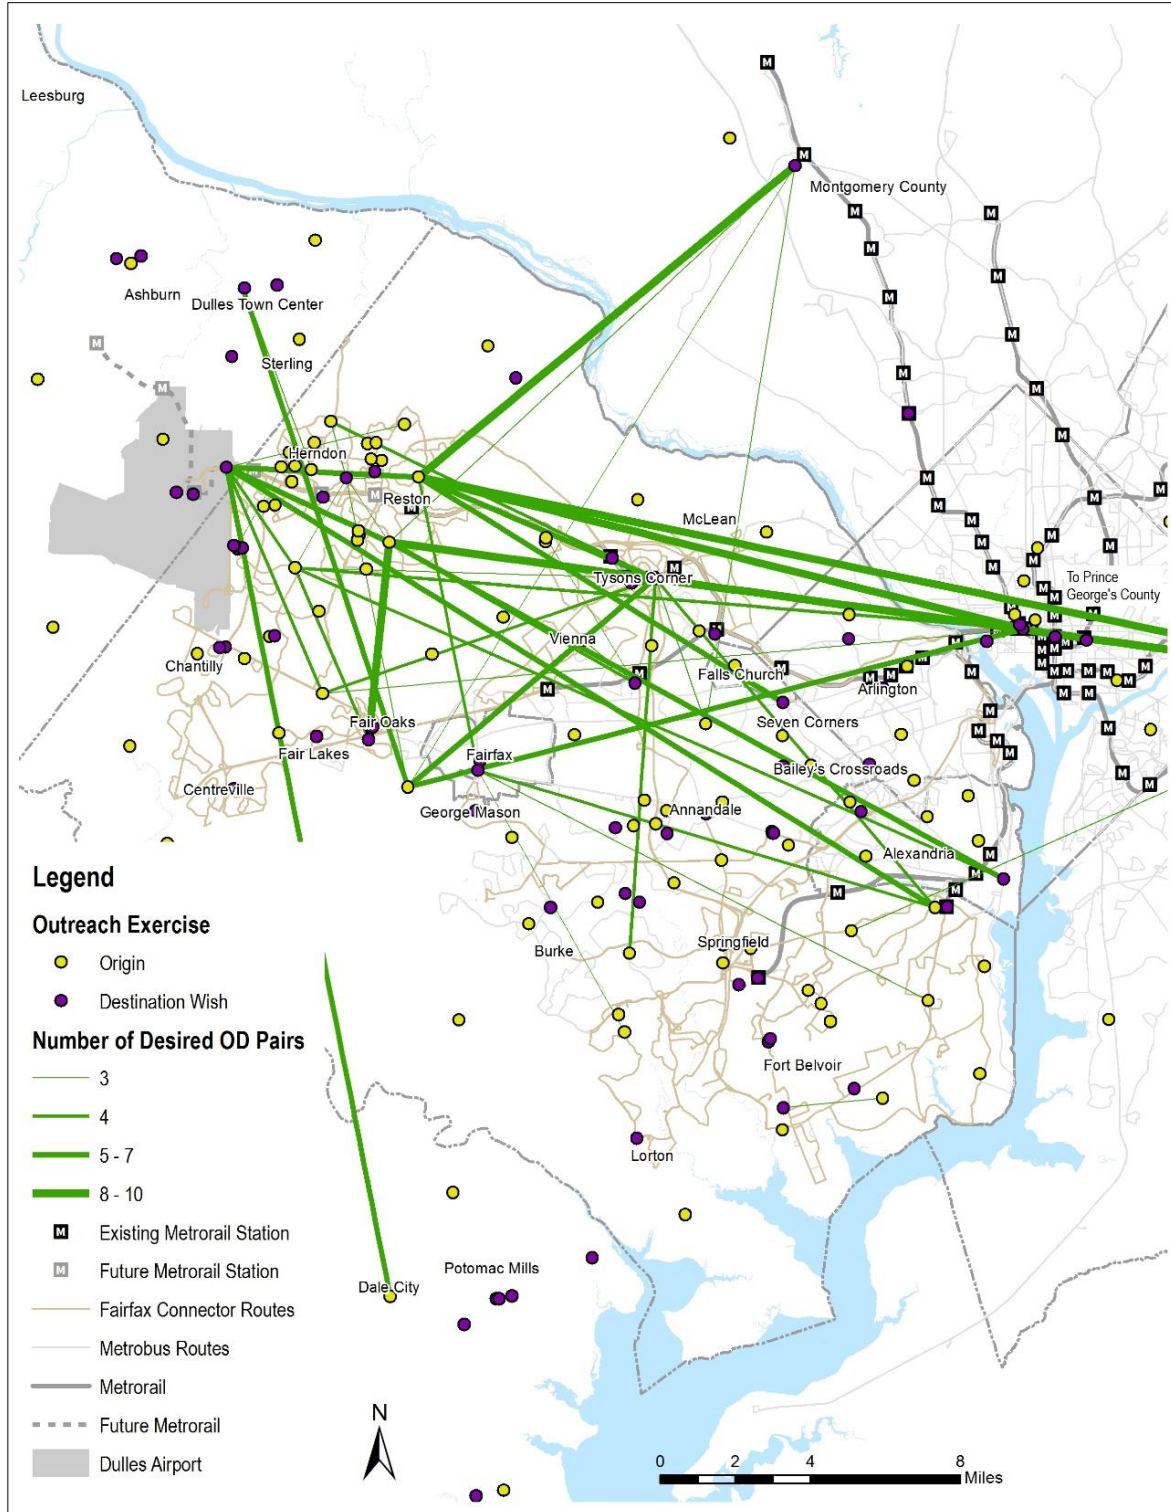 Leesburg
M
M
Montgomery County
M
M
M
M
Ashburn
Dulles Town Center
M
M
M
Sterling
M
M
M
M
Herndon
Reston
M
M
McLean
M
M
M
M
M
M
Tysons Corner
M
To Prince
George's County
Vienna
M
M
Chantilly
Falls Church
M
Arlington
M
Fair Oaks
Seven Corners
Fair Lakes
Fairfax
Bailey's Crossroads
M
Centreville
George Mason
Annandale
Alexandria
M
M
M
M
Burke
Springfield
Fort Belvoir
Lorton
Dale City
Potomac Mills
Legend
Outreach Exercise
Origin
Destination Wish
Number of Desired OD Pairs
3
4
5 - 7
8 - 10
M Existing Metrorail Station
M Future Metrorail Station
Fairfax Connector Routes
Metrobus Routes
Metrorail
Future Metrorail
Dulles Airport
N
0 2 4 8
Miles